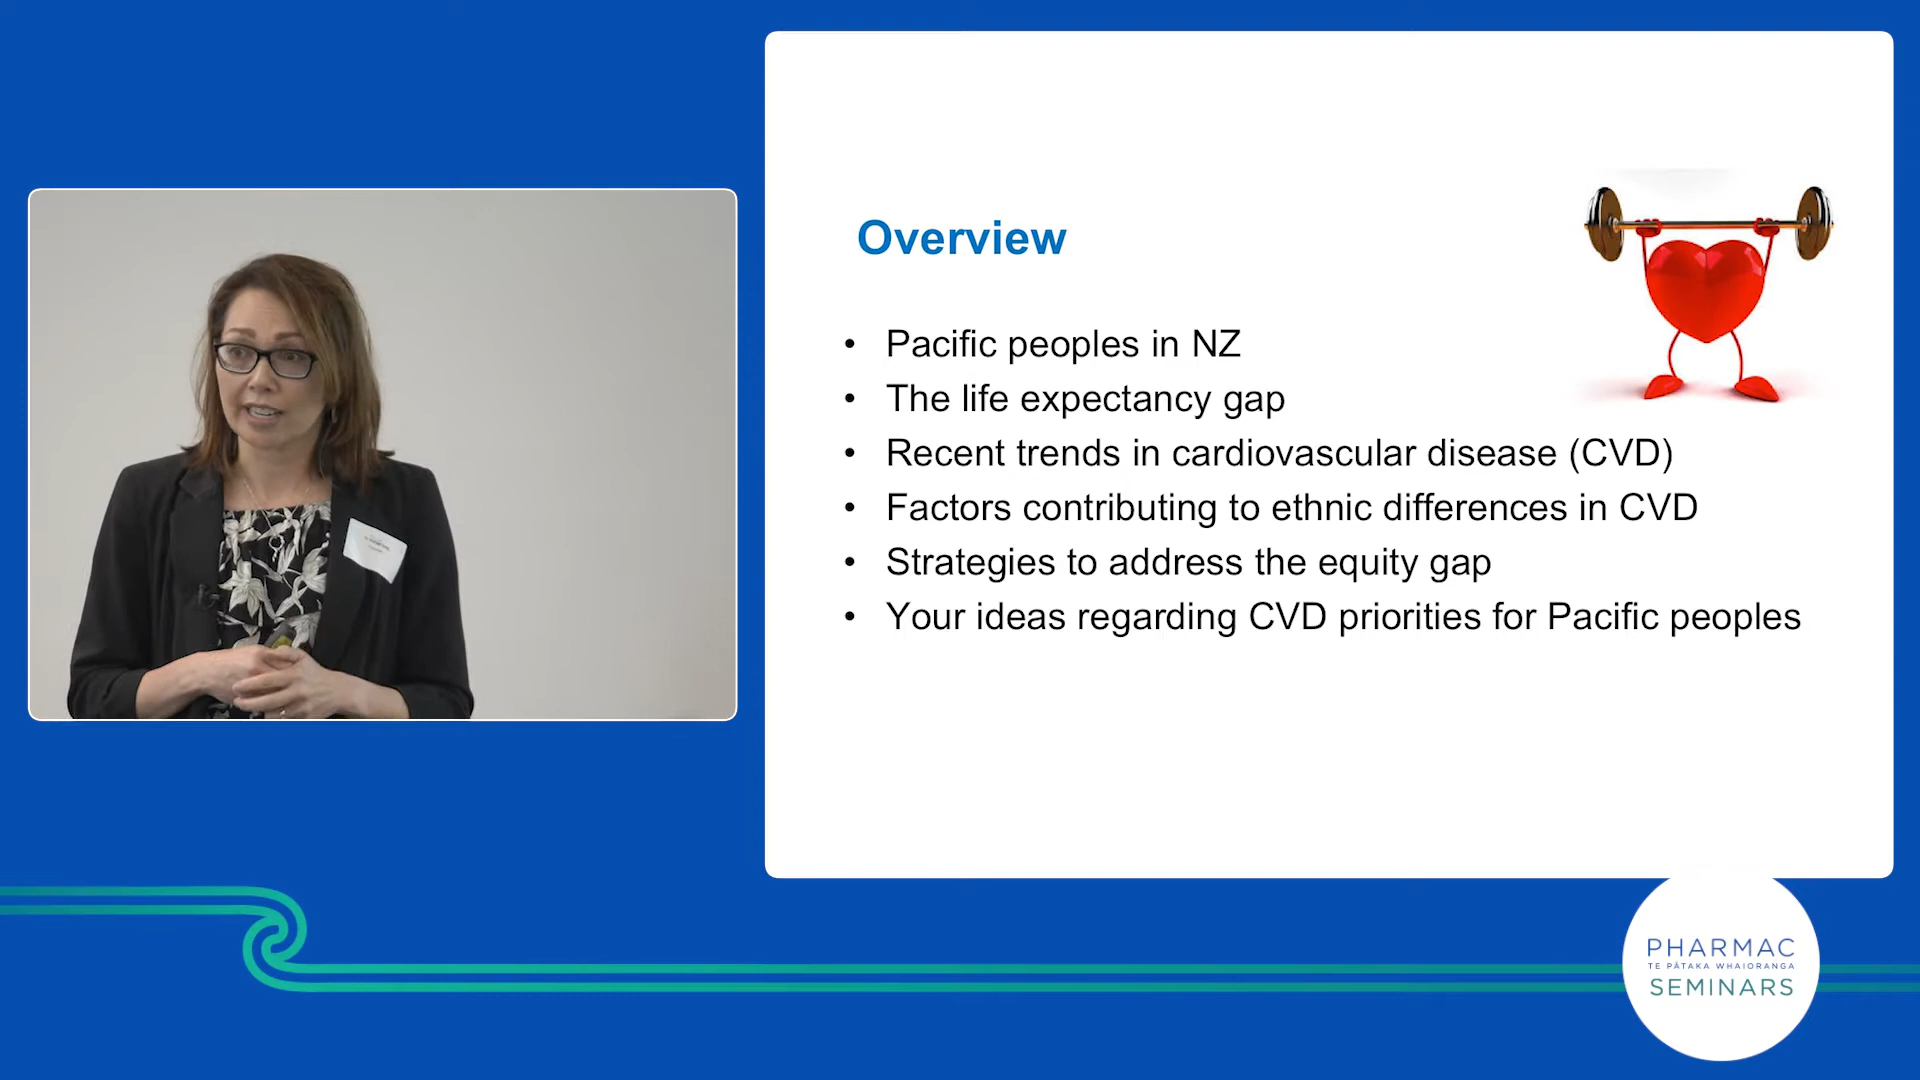 Overview
• Pacific peoples in NZ
• The life expectancy gap
• Recent trends in cardiovascular disease (CVD)
• Factors contributing to ethnic differences in CVD
• Strategies to address the equity gap
• Your ideas regarding CVD priorities for Pacific peoples
PHARMAC
TE PĀTAKA WHAIORANGA
SEMINARS